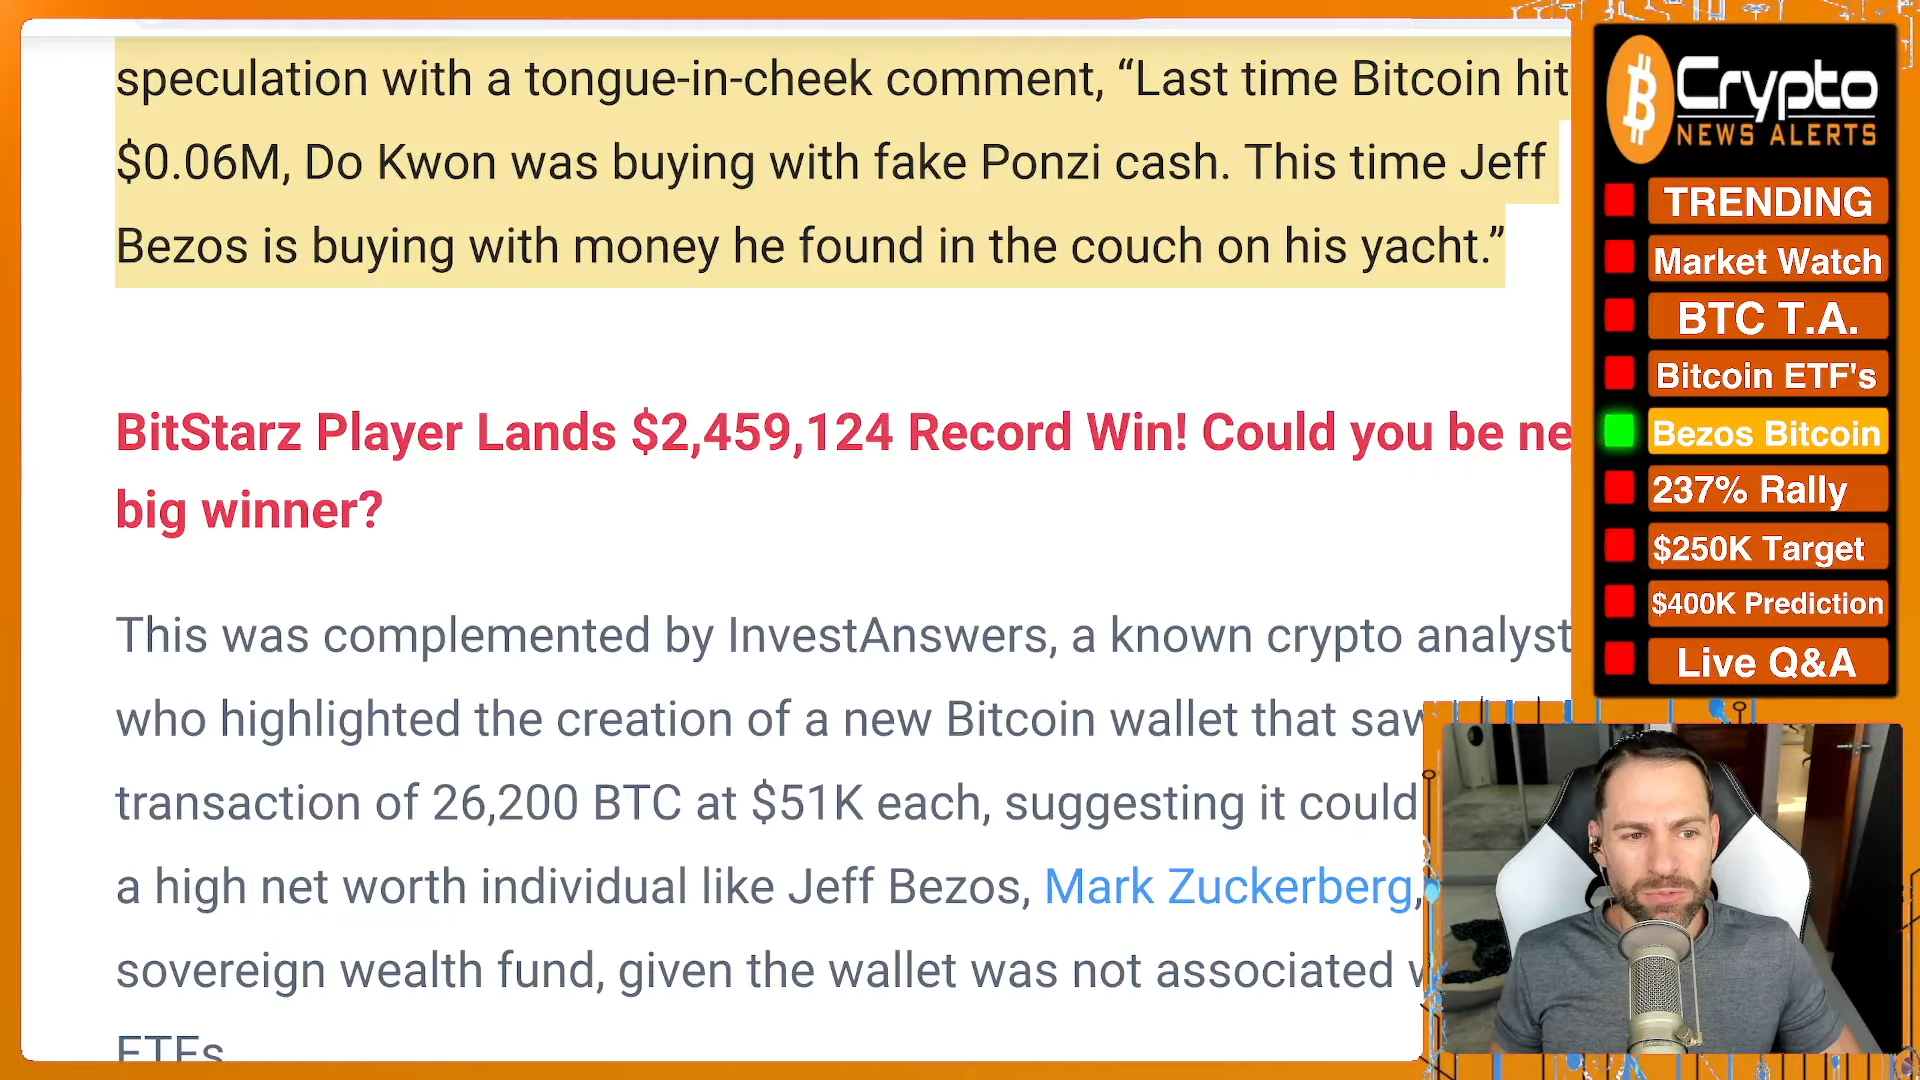 speculation with a tongue-in-cheek comment, “Last time Bitcoin hit
$0.06M, Do Kwon was buying with fake Ponzi cash. This time Jeff
Bezos is buying with money he found in the couch on his yacht.”
BitStarz Player Lands $2,459,124 Record Win! Could you be ne
big winner?
This was complemented by InvestAnswers, a known crypto analyst
who highlighted the creation of a new Bitcoin wallet that saw
transaction of 26,200 BTC at $51K each, suggesting it could
a high net worth individual like Jeff Bezos, Mark Zuckerberg,
sovereign wealth fund, given the wallet was not associated
ETFs
Crypto
NEWS ALERTS
TRENDING
Market Watch
BTC T.A.
Bitcoin ETF's
Bezos Bitcoin
237% Rally
$250K Target
$400K Prediction
Live Q&A